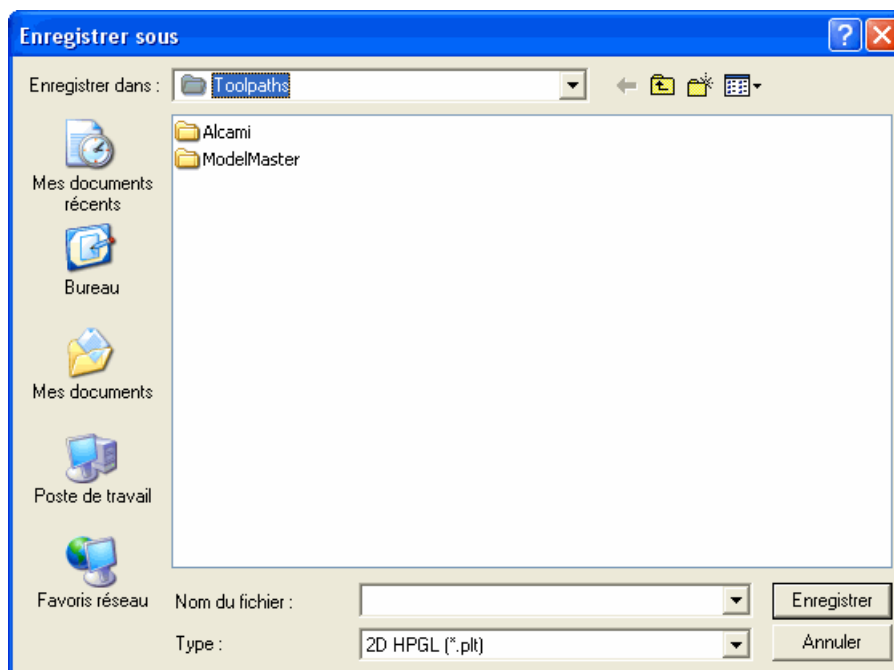 Enregistrer sous
Enregistrer dans :
Toolpaths
Alcami
ModelMaster
Mes documents
récents
Bureau
Mes documents
Poste de travail
Favoris réseau
Nom du fichier :
Enregistrer
Type :
2D HPGL (*.plt)
Annuler